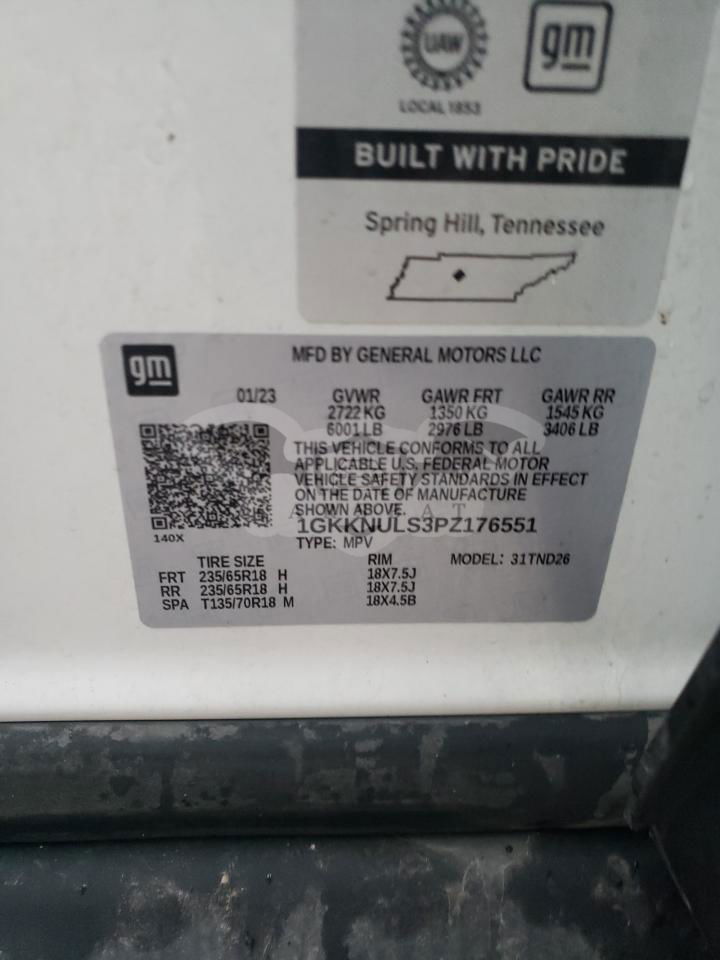 UAW
gm
LOCAL 1853
BUILT WITH PRIDE
Spring Hill, Tennessee
gm
MFD BY GENERAL MOTORS LLC
01/23 GVWR GAWR FRT GAWR RR
2722 KG 1350 KG 1545 KG
6001 LB 2976 LB 3406 LB
THIS VEHICLE CONFORMS TO ALL
APPLICABLE U.S. FEDERAL MOTOR
VEHICLE SAFETY STANDARDS IN EFFECT
ON THE DATE OF MANUFACTURE
SHOWN ABOVE.
1GKKNULS3PZ176551
140X
TYPE: MPV
TIRE SIZE RIM MODEL: 31TND26
FRT 235/65R18 H 18X7.5J
RR 235/65R18 H 18X7.5J
SPA T135/70R18 M 18X4.5B